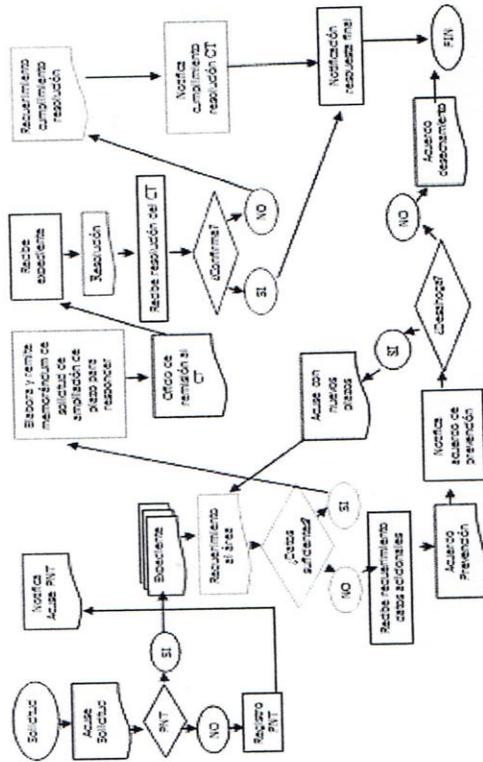 Solicitud
Acuse
Solicitud
PNT
NO
Registro
PNT
SI
Notifica
Acuse PNT
Expediente
Requerimiento
al área
¿Datos
suficientes?
NO
SI
Recibe requerimiento
datos adicionales
Acuerdo
Prevención
Notifica
acuerdo de
prevención
¿Desahoga?
SI
NO
Acuse con
nuevos plazos
Acuerdo
desechamiento
FIN
Elabora y remite
memorándum de
solicitud de
ampliación de
plazo para
responder
Oficio de
remisión al
CT
Recibe
expediente
Resolución
Recibe resolución del CT
¿Confirma?
SI
NO
Requerimiento
cumplimiento
resolución
Notifica
cumplimiento
resolución CT
Notificación
respuesta final